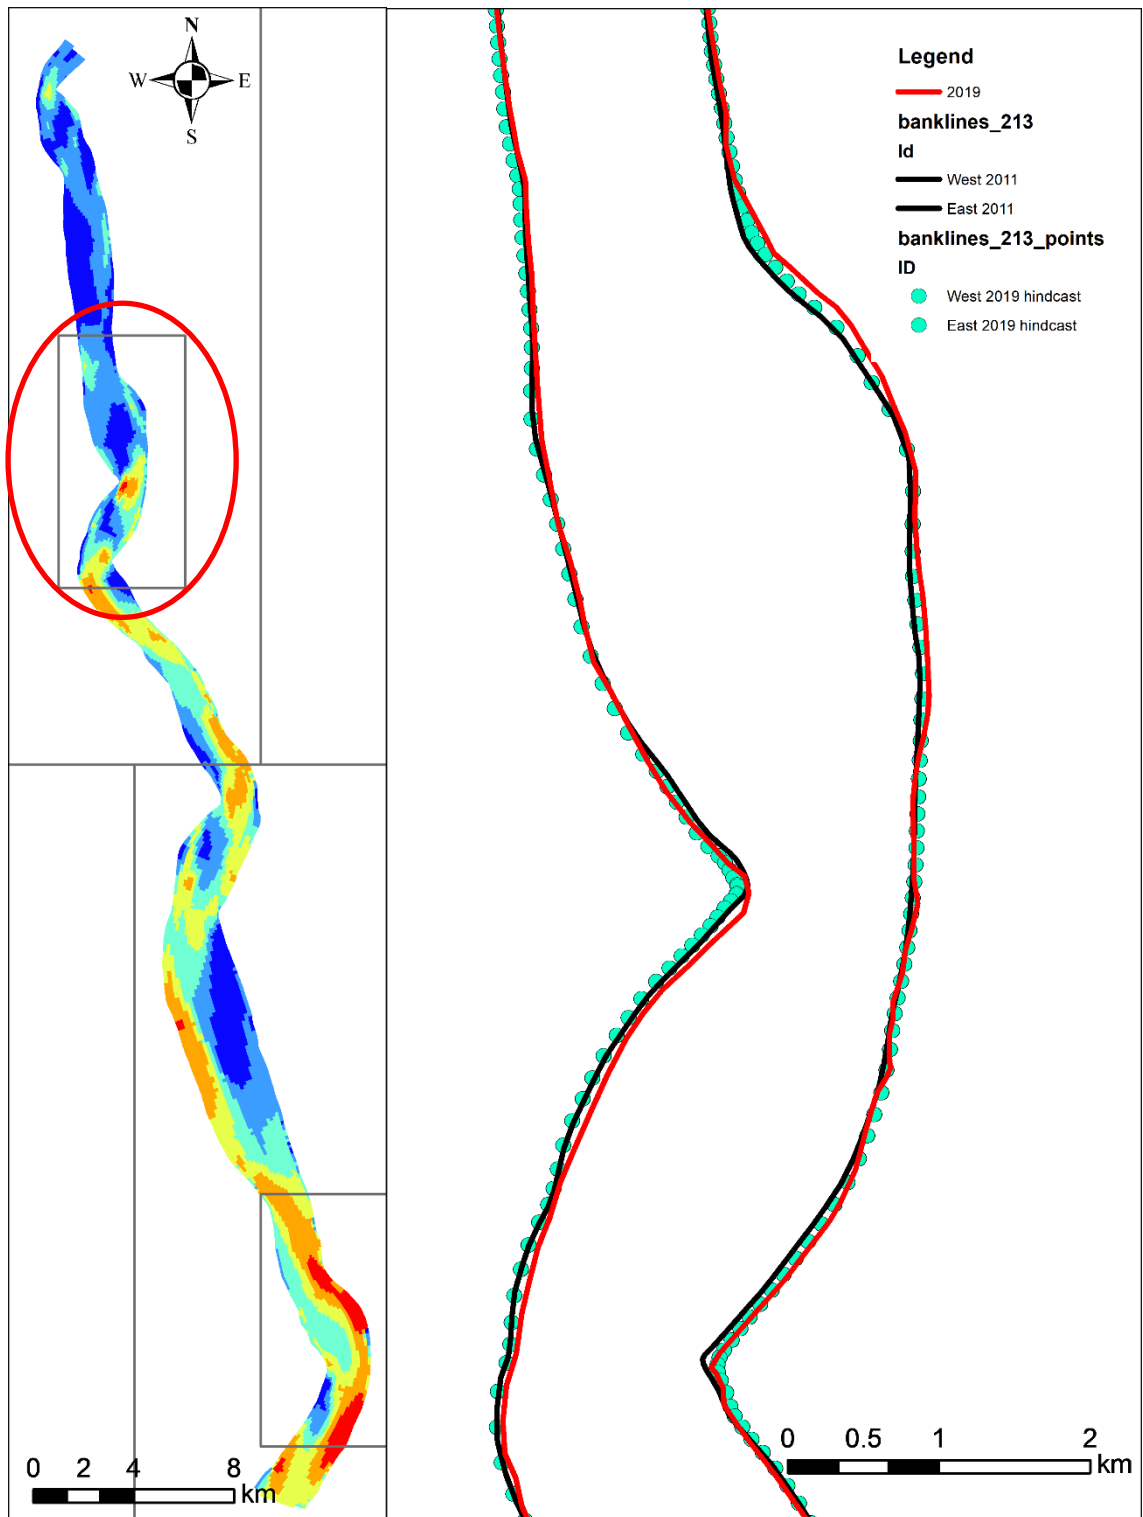 N
W E
S
Legend
2019
banklines_213
Id
West 2011
East 2011
banklines_213_points
ID
West 2019 hindcast
East 2019 hindcast
0 2 4 8
km
0 0.5 1 2
km